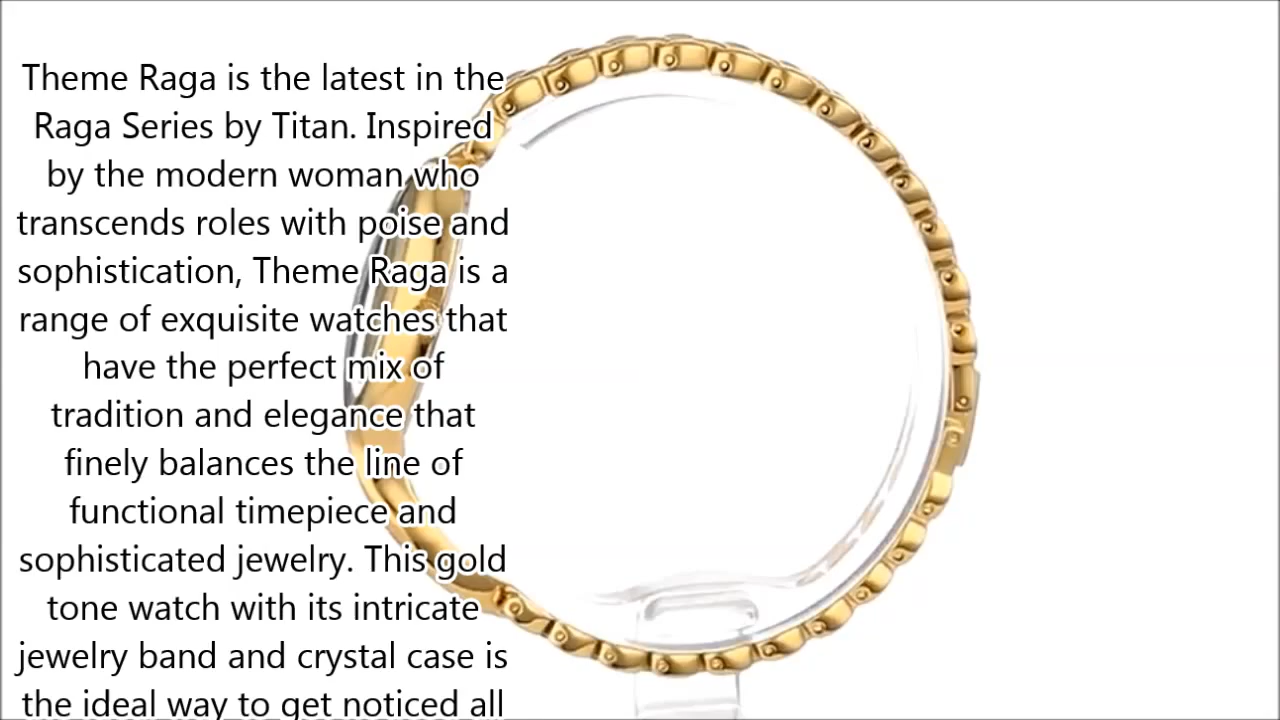 Theme Raga is the latest in the
Raga Series by Titan. Inspired
by the modern woman who
transcends roles with poise and
sophistication, Theme Raga is a
range of exquisite watches that
have the perfect mix of
tradition and elegance that
finely balances the line of
functional timepiece and
sophisticated jewelry. This gold
tone watch with its intricate
jewelry band and crystal case is
the ideal way to get noticed all